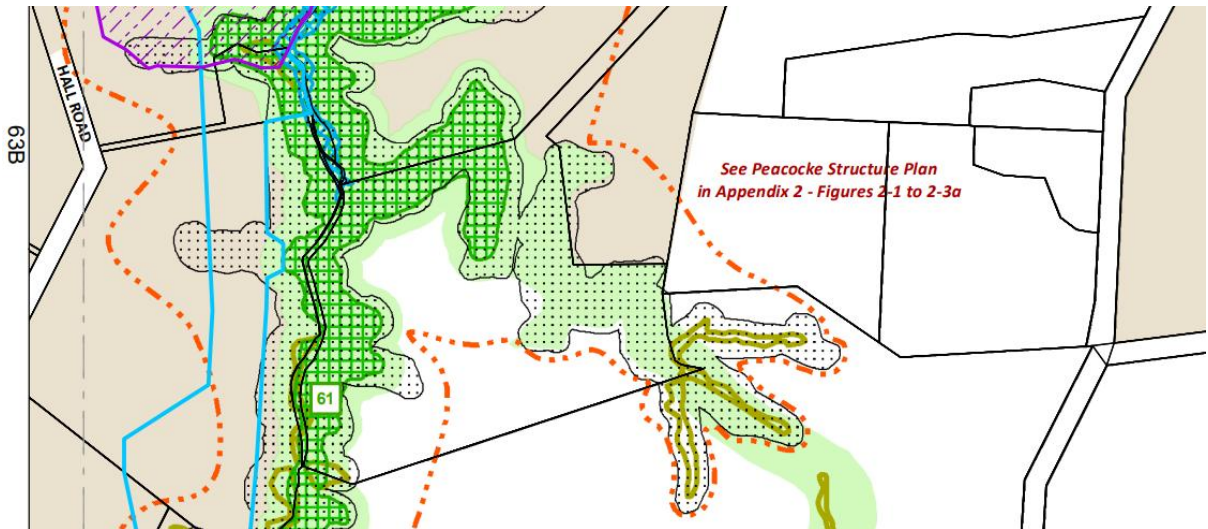 HALL ROAD
63B
See Peacocke Structure Plan
in Appendix 2 - Figures 2-1 to 2-3a
61